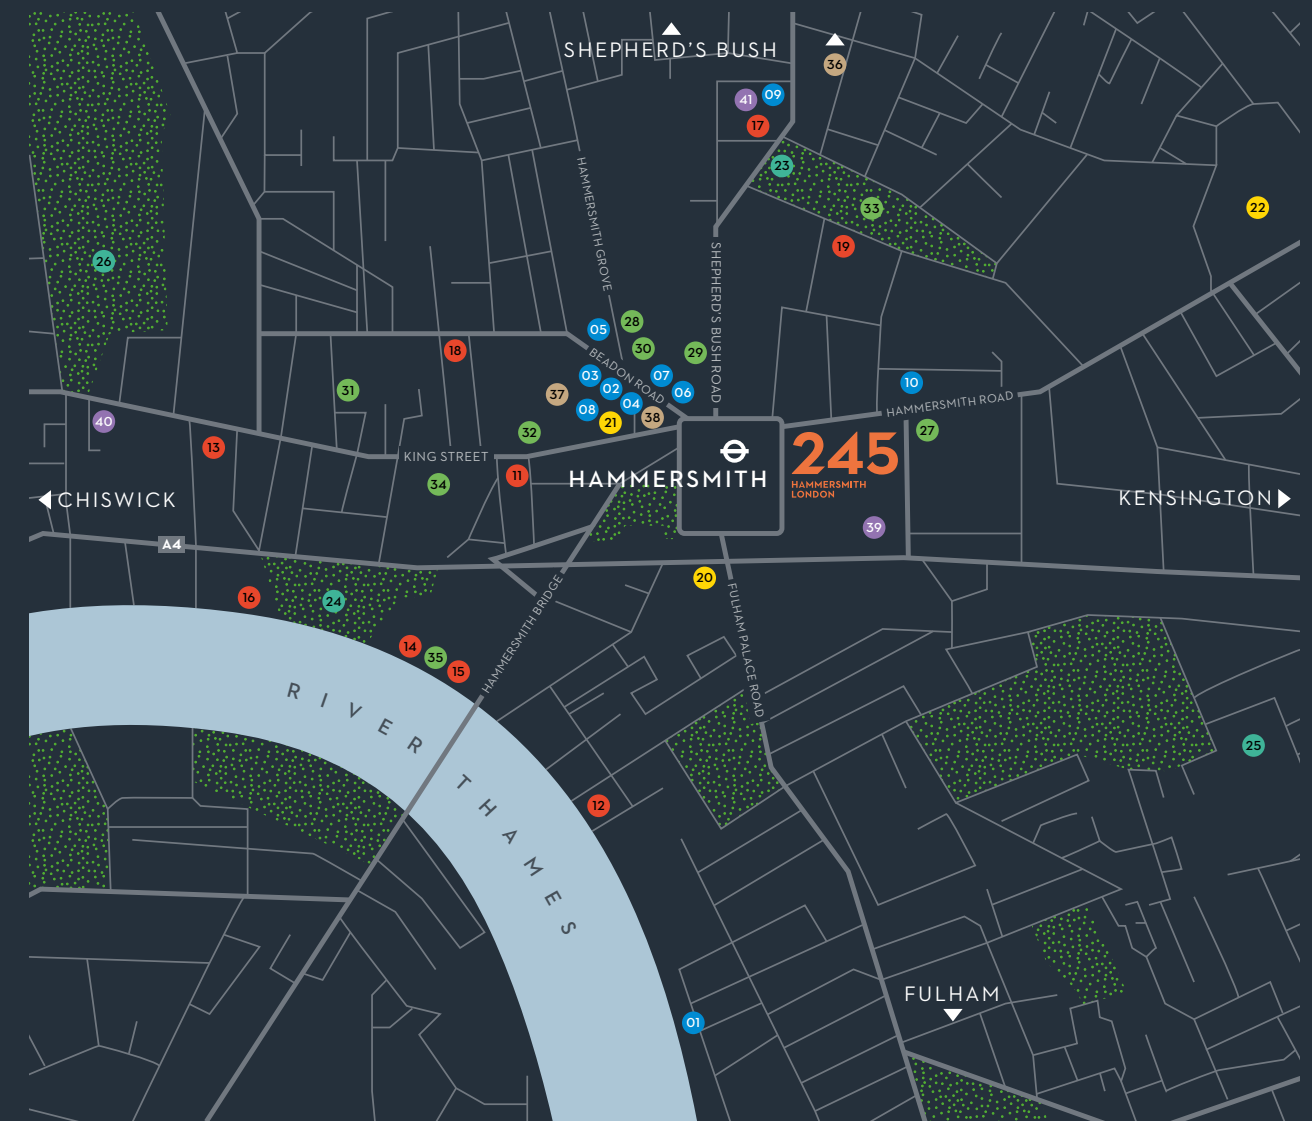 SHEPHERD'S BUSH
36
41
09
17
23
33
22
19
26
HAMMERSMITH GROVE
SHEPHERD'S BUSH ROAD
05
28
30
29
18
BEADON ROAD
03
07
02
06
10
31
37
04
08
38
21
HAMMERSMITH ROAD
40
32
27
13
KING STREET
245
HAMMERSMITH
LONDON
11
HAMMERSMITH
34
CHISWICK
KENSINGTON
39
A4
20
16
24
HAMMERSMITH BRIDGE
FULHAM PALACE ROAD
14
35
15
RIVER THAMES
25
12
FULHAM
01